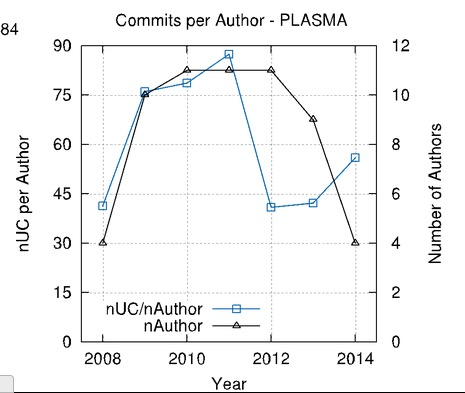 84
Commits per Author - PLASMA
90
75
60
45
30
15
0
nUC per Author
12
10
8
6
4
2
0
Number of Authors
nUC/nAuthor
nAuthor
2008 2010 2012 2014
Year